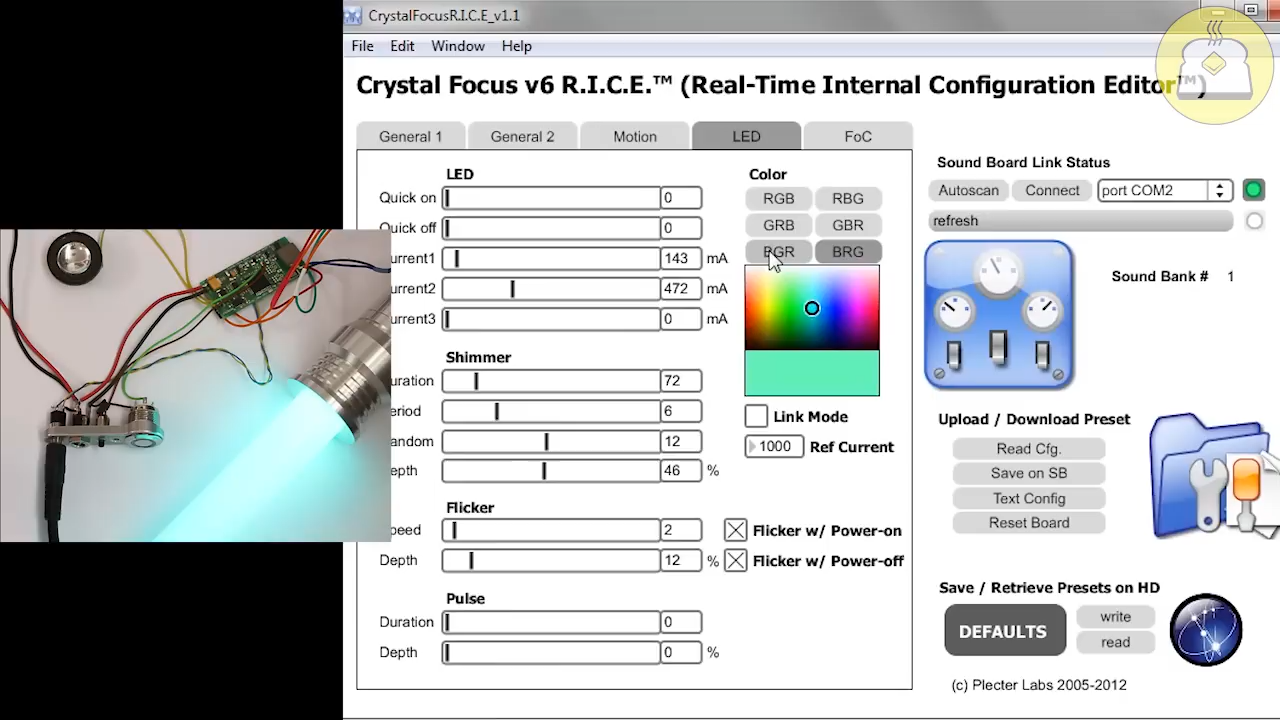 CrystalFocusR.I.C.E_v1.1
File Edit Window Help
Crystal Focus v6 R.I.C.E.™ (Real-Time Internal Configuration Editor™)
General 1 General 2 Motion LED FoC
LED
Quick on 0
Quick off 0
urrent1 143 mA
urrent2 472 mA
urrent3 0 mA
Shimmer
uration 72
eriod 6
andom 12
epth 46 %
Flicker
peed 2
Depth 12 %
Flicker w/ Power-on
Flicker w/ Power-off
Pulse
Duration 0
Depth 0 %
Color
RGB RBG
GRB GBR
BGR BRG
Link Mode
1000 Ref Current
Sound Board Link Status
Autoscan Connect port COM2
refresh
Sound Bank # 1
Upload / Download Preset
Read Cfg.
Save on SB
Text Config
Reset Board
Save / Retrieve Presets on HD
DEFAULTS
write
read
(c) Plecter Labs 2005-2012